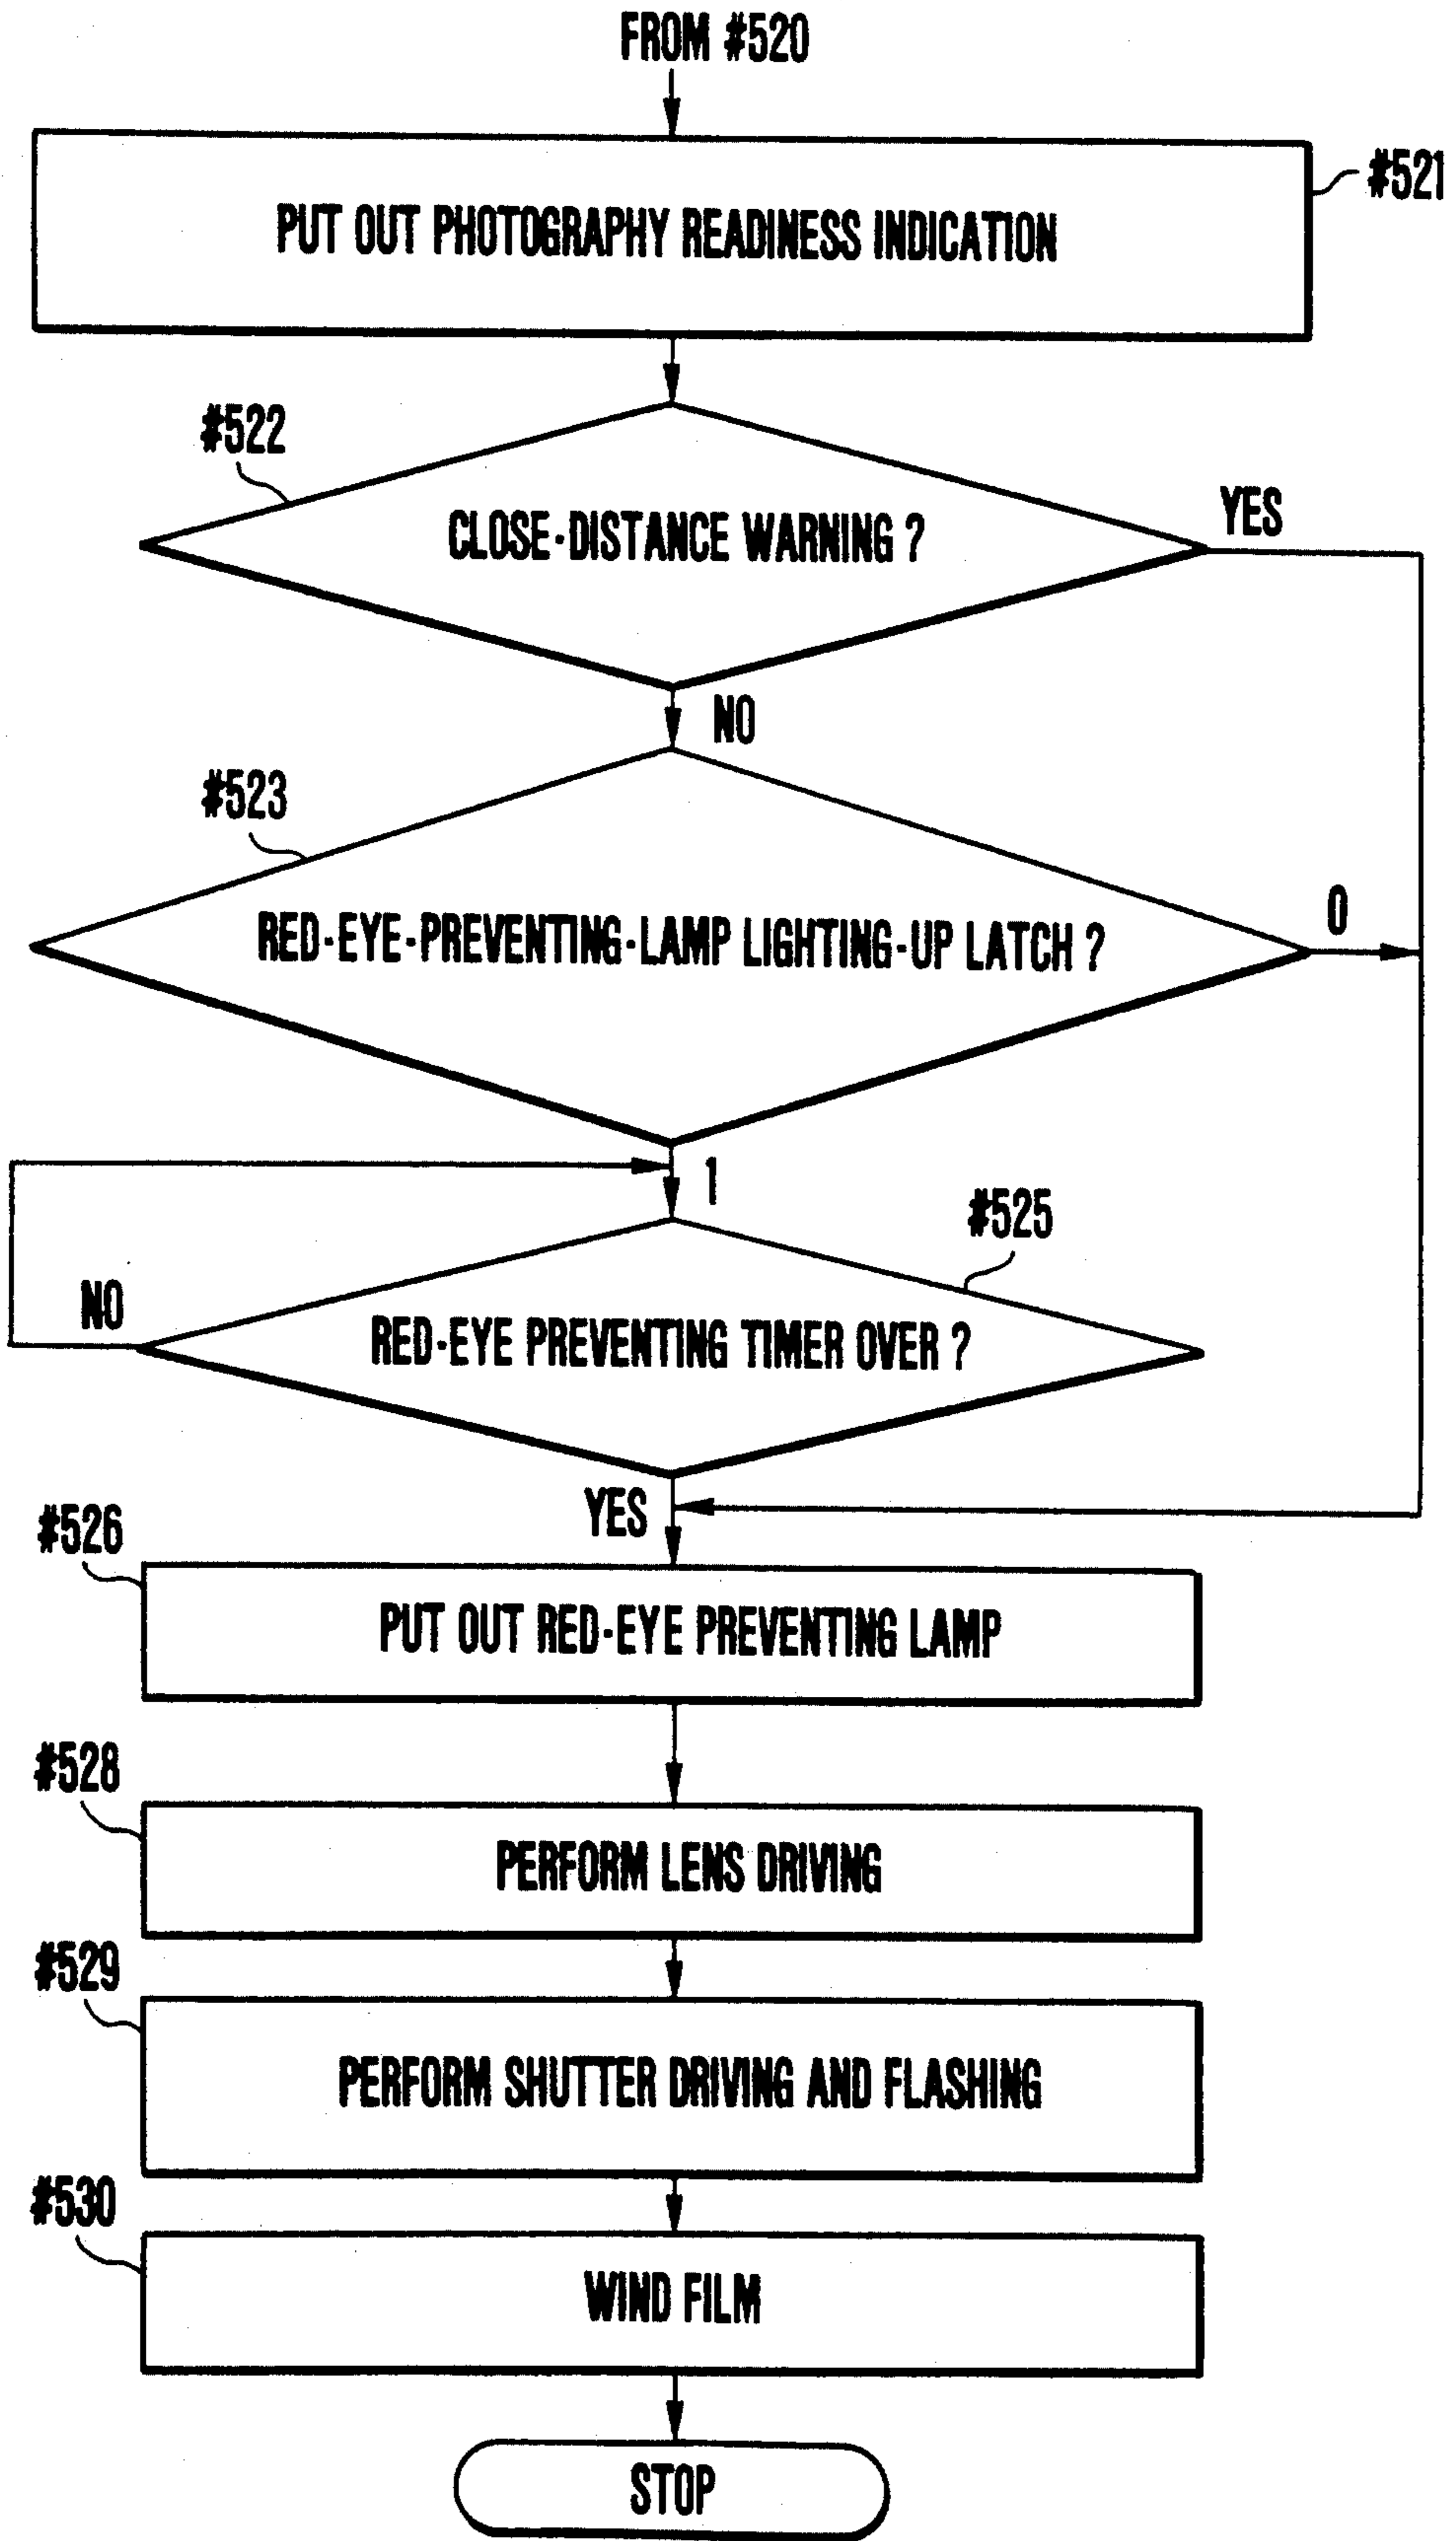 FROM #520
PUT OUT PHOTOGRAPHY READINESS INDICATION
#521
#522
CLOSE-DISTANCE WARNING ?
YES
NO
#523
RED-EYE-PREVENTING-LAMP LIGHTING-UP LATCH ?
0
1
#525
NO
RED-EYE PREVENTING TIMER OVER ?
YES
#526
PUT OUT RED-EYE PREVENTING LAMP
#528
PERFORM LENS DRIVING
#529
PERFORM SHUTTER DRIVING AND FLASHING
#530
WIND FILM
STOP